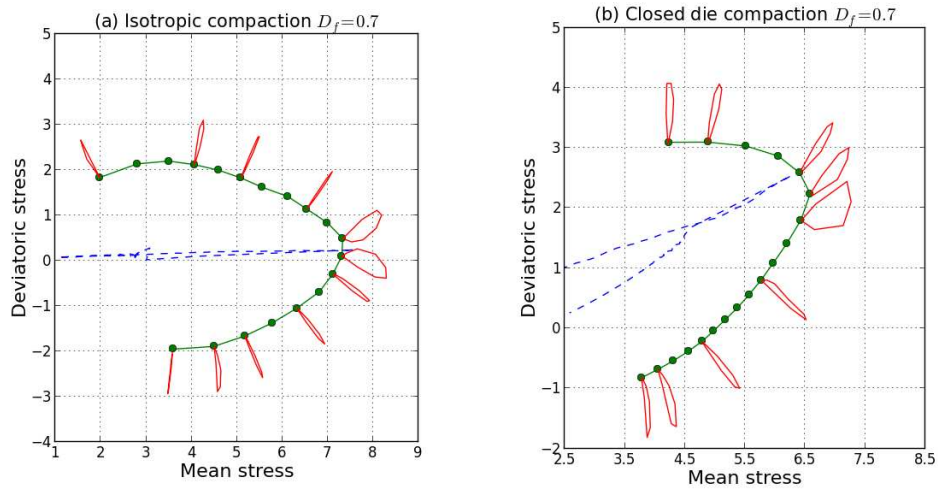 (a) Isotropic compaction D_f=0.7
5
4
3
2
1
0
−1
−2
−3
−4
1 2 3 4 5 6 7 8 9
Deviatoric stress
Mean stress
(b) Closed die compaction D_f=0.7
5
4
3
2
1
0
−1
−2
2.5 3.5 4.5 5.5 6.5 7.5 8.5
Deviatoric stress
Mean stress